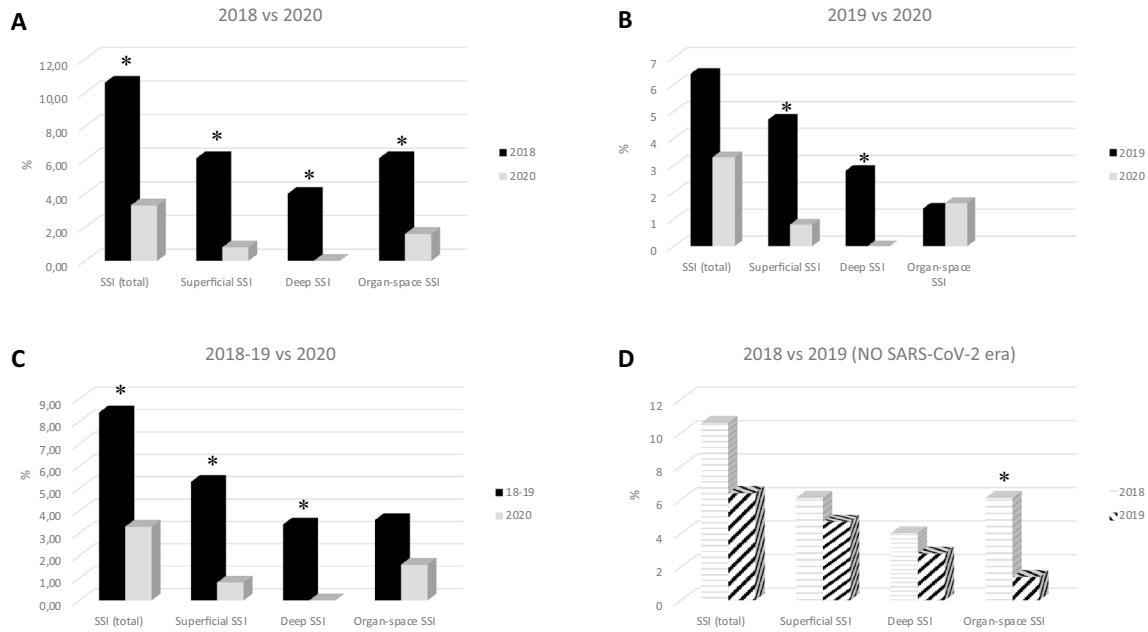 A
2018 vs 2020
12,00
10,00
8,00
6,00
4,00
2,00
0,00
%
*
*
*
*
SSI (total)
Superficial SSI
Deep SSI
Organ-space SSI
2018
2020
B
2019 vs 2020
7
6
5
4
3
2
1
0
%
*
*
SSI (total)
Superficial SSI
Deep SSI
Organ-space
SSI
2019
2020
C
2018-19 vs 2020
9,00
8,00
7,00
6,00
5,00
4,00
3,00
2,00
1,00
0,00
%
*
*
*
SSI (total)
Superficial SSI
Deep SSI
Organ-space SSI
18-19
2020
D
2018 vs 2019 (NO SARS-CoV-2 era)
12
10
8
6
4
2
0
%
*
SSI (total)
Superficial SSI
Deep SSI
Organ-space SSI
2018
2019